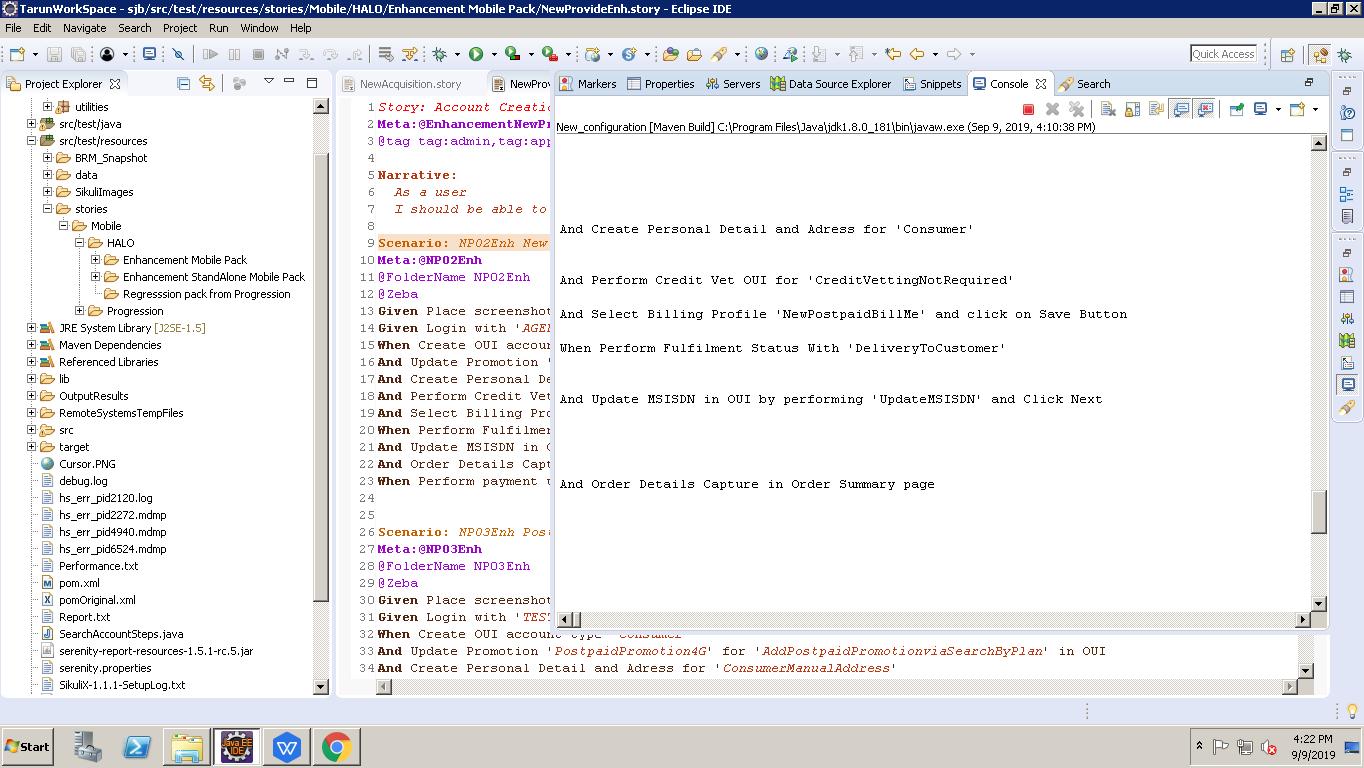 TarunWorkSpace - sjb/src/test/resources/stories/Mobile/HALO/Enhancement Mobile Pack/NewProvideEnh.story - Eclipse IDE
File Edit Navigate Search Project Run Window Help
Quick Access
Project Explorer
utilities
src/test/java
src/test/resources
BRM_Snapshot
data
SikuliImages
stories
Mobile
HALO
Enhancement Mobile Pack
Enhancement StandAlone Mobile Pack
Regresssion pack from Progression
Progression
JRE System Library [J2SE-1.5]
Maven Dependencies
Referenced Libraries
lib
OutputResults
RemoteSystemsTempFiles
src
target
Cursor.PNG
debug.log
hs_err_pid2120.log
hs_err_pid2272.mdmp
hs_err_pid4940.mdmp
hs_err_pid6524.mdmp
Performance.txt
pom.xml
pomOriginal.xml
Report.txt
SearchAccountSteps.java
serenity-report-resources-1.5.1-rc.5.jar
serenity.properties
SikuliX-1.1.1-SetupLog.txt
NewAcquisition.story NewPro
1 Story: Account Creatio
2 Meta:@EnhancementNewPr
3 @tag tag:admin,tag:app
4
5 Narrative:
6 As a user
7 I should be able to
8
9 Scenario: NP02Enh New
10 Meta:@NP02Enh
11 @FolderName NP02Enh
12 @Zeba
13 Given Place screenshot
14 Given Login with 'AGE
15 When Create OUI accoun
16 And Update Promotion '
17 And Create Personal De
18 And Perform Credit Vet
19 And Select Billing Pro
20 When Perform Fulfilmen
21 And Update MSISDN in O
22 And Order Details Capt
23 When Perform payment u
24
25
26 Scenario: NP03Enh Post
27 Meta:@NP03Enh
28 @FolderName NP03Enh
29 @Zeba
30 Given Place screenshot
31 Given Login with 'TEST
32 When Create OUI account type 'Consumer'
33 And Update Promotion 'PostpaidPromotion4G' for 'AddPostpaidPromotionviaSearchByPlan' in OUI
34 And Create Personal Detail and Adress for 'ConsumerManualAddress'
Markers Properties Servers Data Source Explorer Snippets Console Search
New_configuration [Maven Build] C:\Program Files\Java\jdk1.8.0_181\bin\javaw.exe (Sep 9, 2019, 4:10:38 PM)
And Create Personal Detail and Adress for 'Consumer'
And Perform Credit Vet OUI for 'CreditVettingNotRequired'
And Select Billing Profile 'NewPostpaidBillMe' and click on Save Button
When Perform Fulfilment Status With 'DeliveryToCustomer'
And Update MSISDN in OUI by performing 'UpdateMSISDN' and Click Next
And Order Details Capture in Order Summary page
Start
Java EE
IDE
4:22 PM
9/9/2019